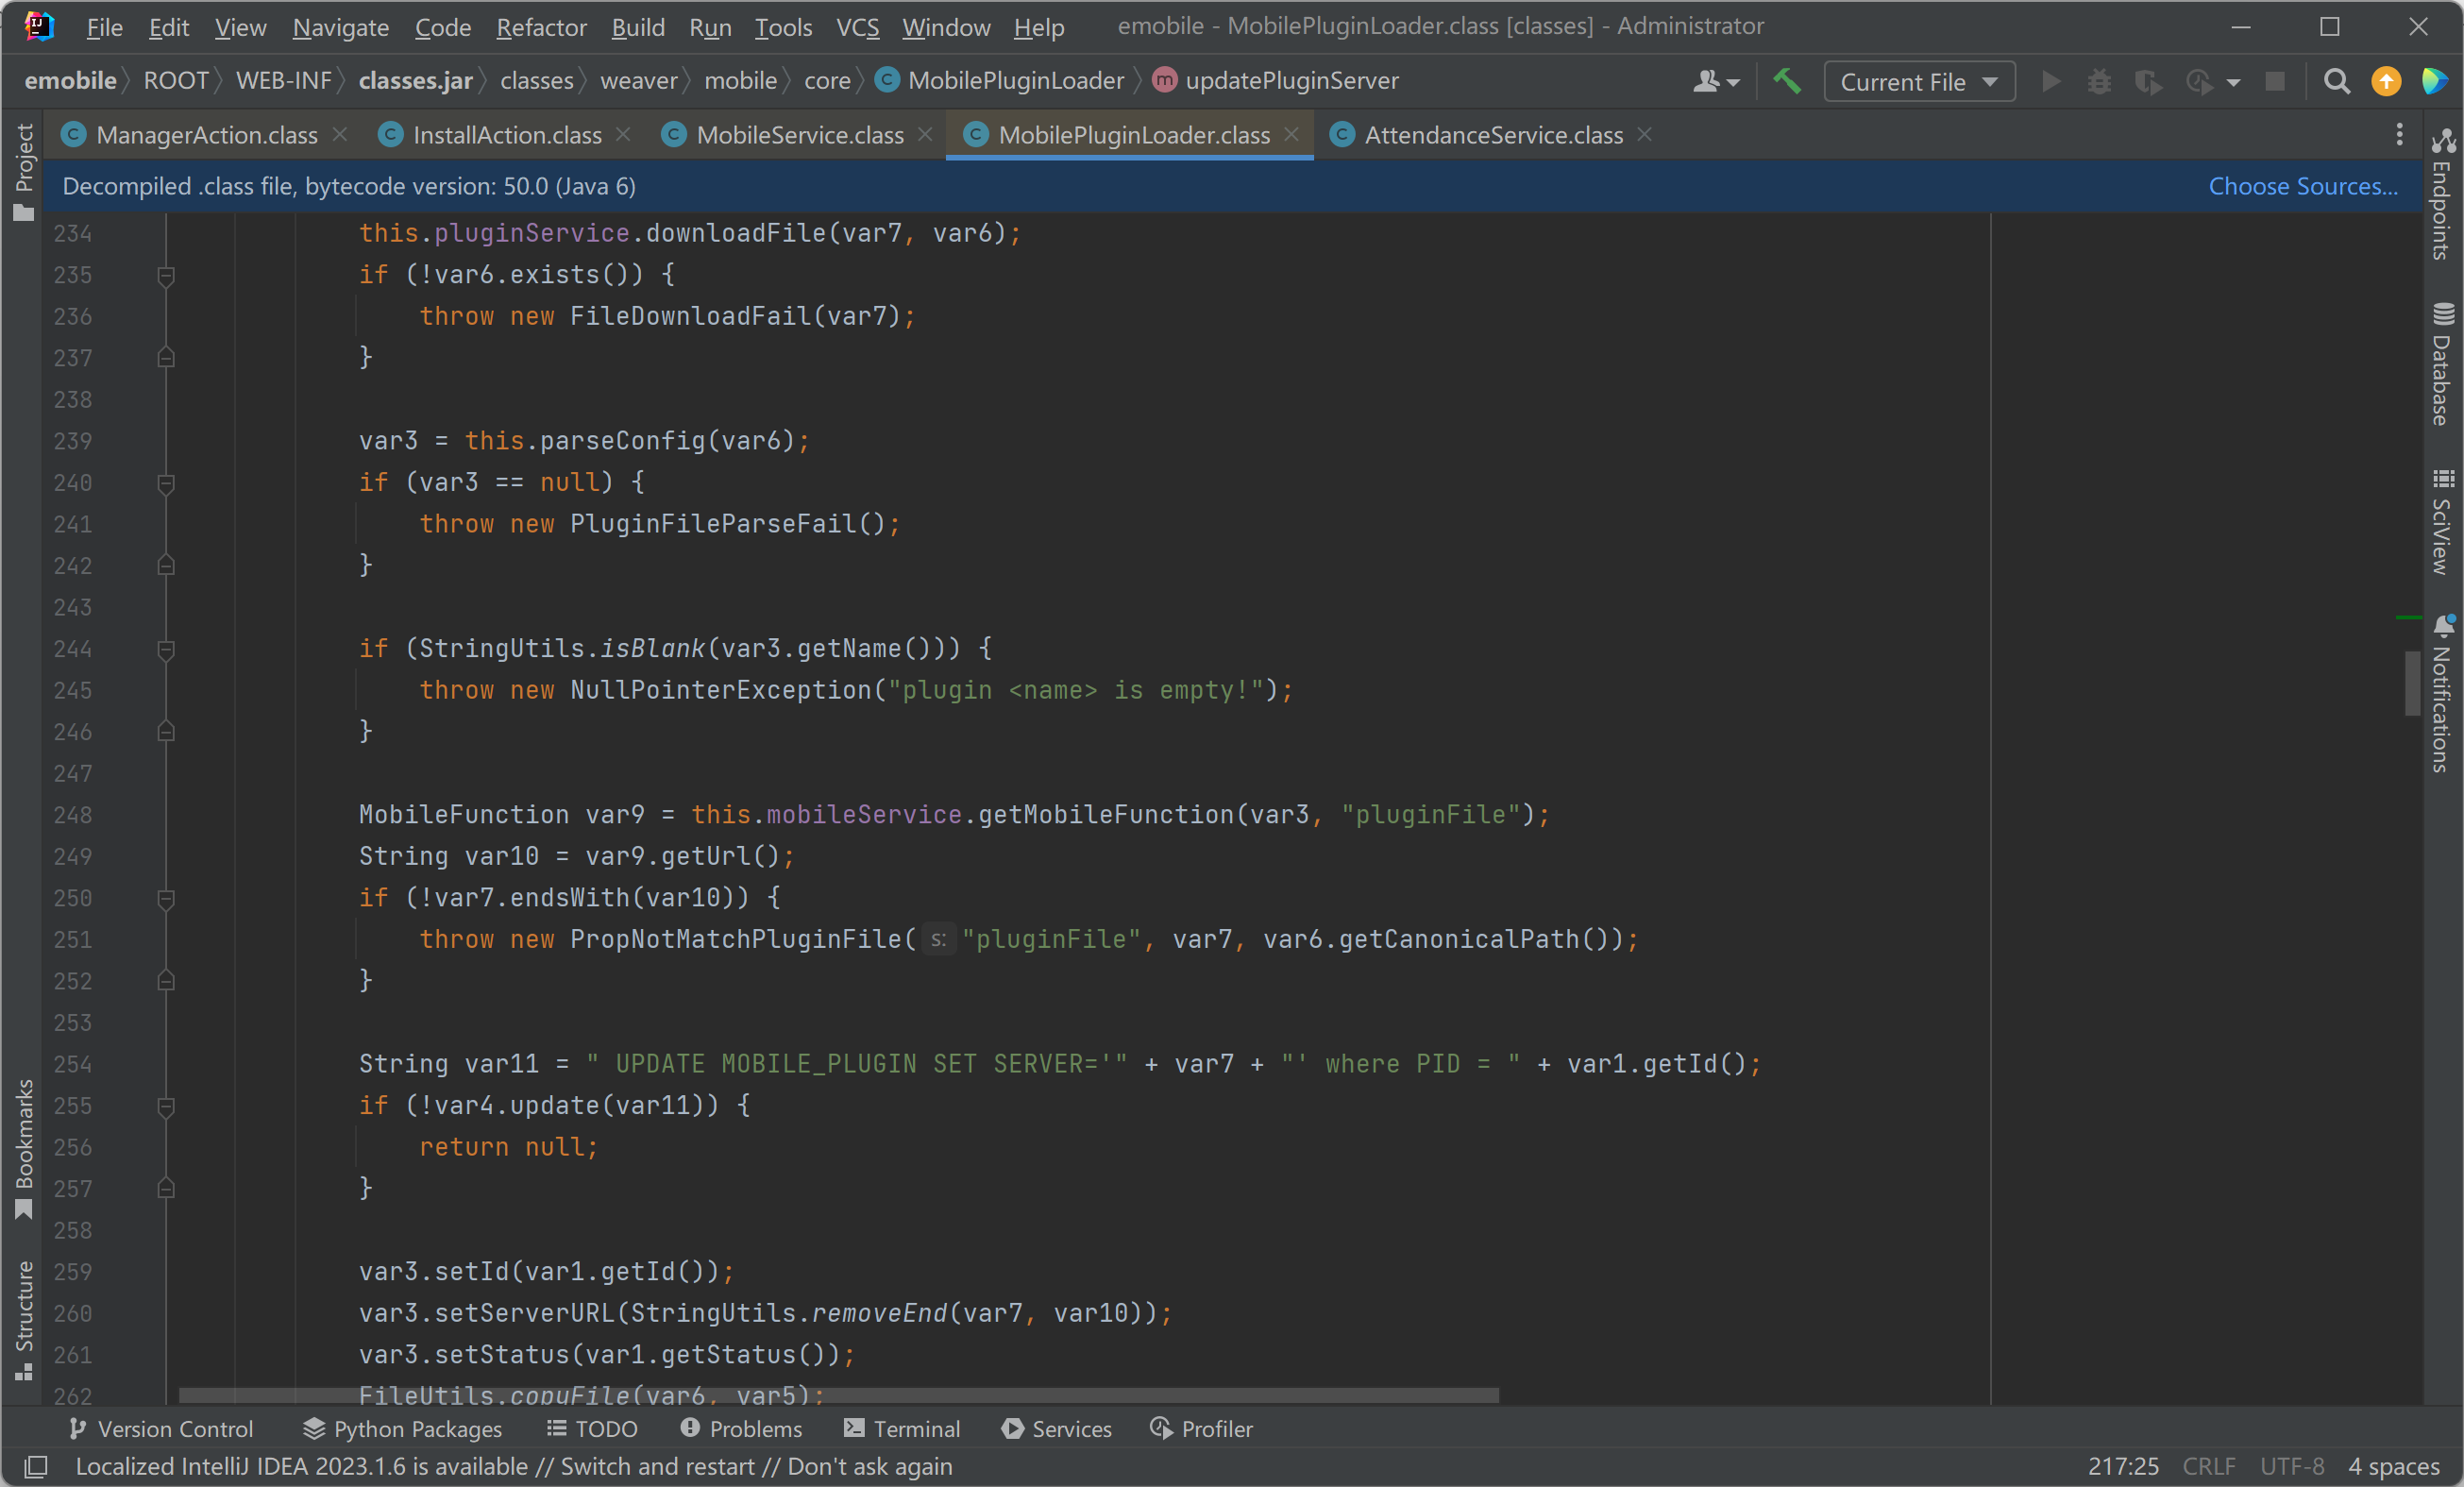 File Edit View Navigate Code Refactor Build Run Tools VCS Window Help emobile - MobilePluginLoader.class [classes] - Administrator
emobile ROOT WEB-INF classes.jar classes weaver mobile core MobilePluginLoader updatePluginServer Current File
ManagerAction.class InstallAction.class MobileService.class MobilePluginLoader.class AttendanceService.class
Decompiled .class file, bytecode version: 50.0 (Java 6) Choose Sources...
234 this.pluginService.downloadFile(var7, var6);
235 if (!var6.exists()) {
236 throw new FileDownloadFail(var7);
237 }
238
239 var3 = this.parseConfig(var6);
240 if (var3 == null) {
241 throw new PluginFileParseFail();
242 }
243
244 if (StringUtils.isBlank(var3.getName())) {
245 throw new NullPointerException("plugin <name> is empty!");
246 }
247
248 MobileFunction var9 = this.mobileService.getMobileFunction(var3, "pluginFile");
249 String var10 = var9.getUrl();
250 if (!var7.endsWith(var10)) {
251 throw new PropNotMatchPluginFile( s: "pluginFile", var7, var6.getCanonicalPath());
252 }
253
254 String var11 = " UPDATE MOBILE_PLUGIN SET SERVER='" + var7 + "' where PID = " + var1.getId();
255 if (!var4.update(var11)) {
256 return null;
257 }
258
259 var3.setId(var1.getId());
260 var3.setServerURL(StringUtils.removeEnd(var7, var10));
261 var3.setStatus(var1.getStatus());
262 FileUtils.copyFile(var6, var5);
Project
Bookmarks
Structure
Endpoints
Database
SciView
Notifications
Version Control Python Packages TODO Problems Terminal Services Profiler
Localized IntelliJ IDEA 2023.1.6 is available // Switch and restart // Don't ask again 217:25 CRLF UTF-8 4 spaces